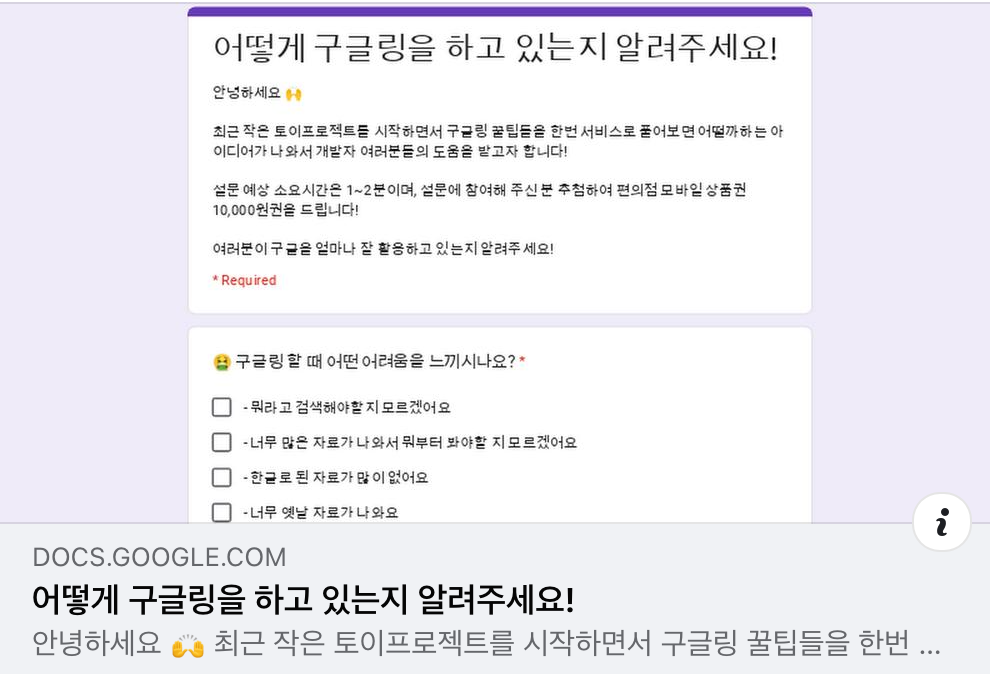 어떻게 구글링을 하고 있는지 알려주세요!
안녕하세요 🙌
최근 작은 토이프로젝트를 시작하면서 구글링 꿀팁들을 한번 서비스로 풀어보면 어떨까하는 아
이디어가 나와서 개발자 여러분들의 도움을 받고자 합니다!
설문 예상 소요시간은 1~2분이며, 설문에 참여해 주신 분 추첨하여 편의점 모바일 상품권
10,000원권을 드립니다!
여러분이 구글을 얼마나 잘 활용하고 있는지 알려주세요!
* Required
🤮 구글링 할 때 어떤 어려움을 느끼시나요? *
- 뭐라고 검색해야할 지 모르겠어요
- 너무 많은 자료가 나와서 뭐부터 봐야할 지 모르겠어요
- 한글로 된 자료가 많이 없어요
- 너무 옛날 자료가 나와요
i
DOCS.GOOGLE.COM
어떻게 구글링을 하고 있는지 알려주세요!
안녕하세요 🙌 최근 작은 토이프로젝트를 시작하면서 구글링 꿀팁들을 한번 ...